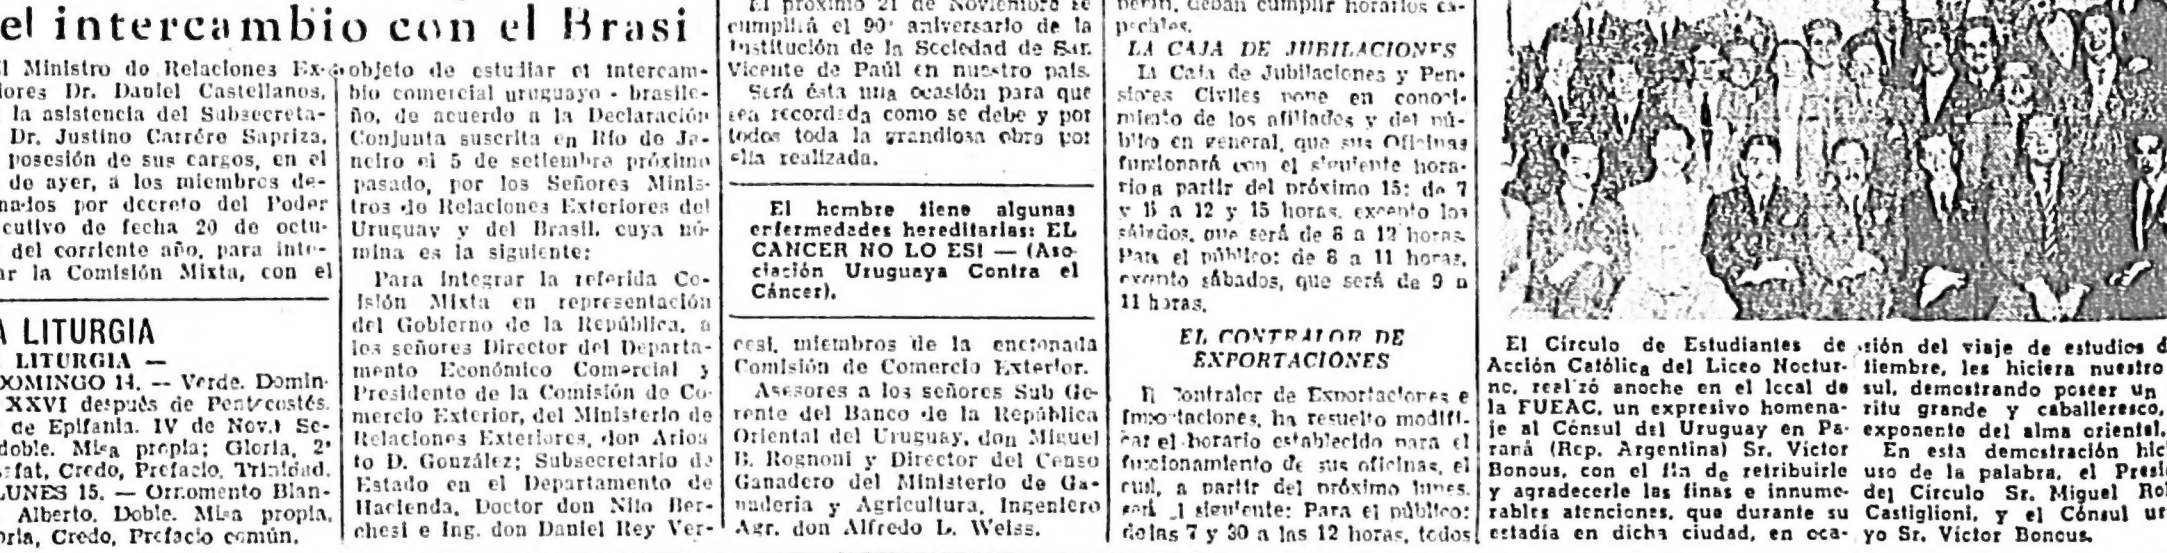 el intercambio con el Brasi
l Ministro de Relaciones Ex-
iores Dr. Daniel Castellanos,
la asistencia del Subsecreta-
Dr. Justino Carrére Sapriza,
posesión de sus cargos, en el
de ayer, a los miembros de-
nados por decreto del Poder
cutivo de fecha 20 de octu-
del corriente año, para inte-
ar la Comisión Mixta, con el
A LITURGIA
LITURGIA —
DOMINGO 14. — Verde. Domin-
XXVI después de Pentecostés.
de Epifanía. IV de Nov.) Se-
doble. Misa propia; Gloria, 2ª
Credo, Prefacio, Trinidad.
LUNES 15. — Ornamento Blan-
Alberto. Doble. Misa propia,
oria, Credo, Prefacio común.
objeto de estudiar el intercam-
bio comercial uruguayo - brasile-
ño, de acuerdo a la Declaración
Conjunta suscrita en Río de Ja-
neiro el 5 de setiembre próximo
pasado, por los Señores Minis-
tros de Relaciones Exteriores del
Uruguay y del Brasil, cuya nó-
mina es la siguiente:
Para integrar la referida Co-
isión Mixta en representación
del Gobierno de la República, a
los señores Director del Departa-
mento Económico Comercial y
Presidente de la Comisión de Co-
mercio Exterior, del Ministerio de
Relaciones Exteriores, don Arios
to D. González; Subsecretario de
Estado en el Departamento de
Hacienda, Doctor don Nilo Ber-
chesi e Ing. don Daniel Rey Ver-
El próximo 21 de Noviembre se
cumplirá el 90º aniversario de la
Institución de la Sociedad de San
Vicente de Paúl en nuestro país.
Será ésta una ocasión para que
sea recordada como se debe y por
todos toda la grandiosa obra por
ella realizada.
El hombre tiene algunas
enfermedades hereditarias: EL
CANCER NO LO ES! — (Aso-
ciación Uruguaya Contra el
Cáncer).
cesi, miembros de la enctonada
Comisión de Comercio Exterior.
Asesores a los señores Sub Ge-
rente del Banco de la República
Oriental del Uruguay, don Miguel
B. Rognoni y Director del Censo
Ganadero del Ministerio de Ga-
nadería y Agricultura, Ingeniero
Agr. don Alfredo L. Weiss.
deban cumplir horarios es-
peciales.
LA CAJA DE JUBILACIONES
La Caja de Jubilaciones y Pen-
siones Civiles pone en conoci-
miento de los afiliados y del pú-
blico en general, que sus Oficinas
funcionará con el siguiente hora-
rio a partir del próximo 15: de 7
y 15 a 12 y 15 horas, excepto los
sábados, que será de 8 a 12 horas.
Para el público: de 8 a 11 horas,
excepto sábados, que será de 9 a
11 horas.
EL CONTRALOR DE
EXPORTACIONES
El Contralor de Exportaciones e
Importaciones, ha resuelto modifi-
car el horario establecido para el
funcionamiento de sus oficinas, el
cual, a partir del próximo lunes,
será el siguiente: Para el público:
de las 7 y 30 a las 12 horas, todos
El Círculo de Estudiantes de
Acción Católica del Liceo Noctur-
no, realizó anoche en el local de
la FUEAC, un expresivo homena-
je al Cónsul del Uruguay en Pa-
raná (Rep. Argentina) Sr. Víctor
Bonous, con el fin de retribuirle
y agradecerle las finas e innume-
rables atenciones, que durante su
estadía en dicha ciudad, en oca-
sión del viaje de estudios d
tiembre, les hiciera nuestro
sul, demostrando poseer un
ritu grande y caballeresco,
exponente del alma oriental.
En esta demostración hic
uso de la palabra, el Presi
del Círculo Sr. Miguel Rol
Castiglioni, y el Cónsul ur
yo Sr. Víctor Bonous.